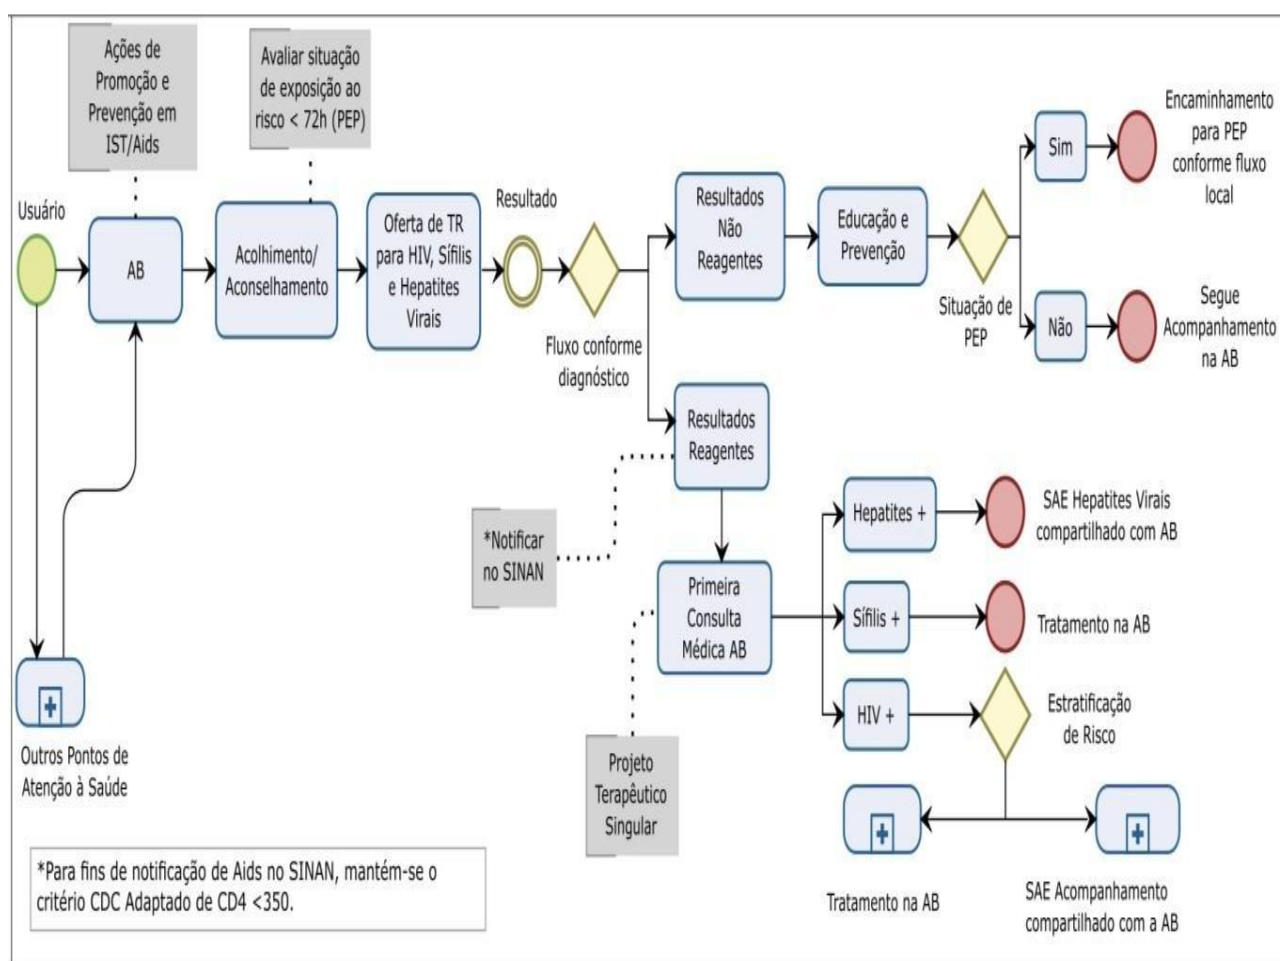 Ações de
Promoção e
Prevenção em
IST/Aids
Avaliar situação
de exposição ao
risco < 72h (PEP)
Usuário
AB
Acolhimento/
Aconselhamento
Oferta de TR
para HIV, Sífilis
e Hepatites
Virais
Resultado
Fluxo conforme
diagnóstico
Resultados
Não
Reagentes
Educação e
Prevenção
Situação de
PEP
Sim
Encaminhamento
para PEP
conforme fluxo
local
Não
Segue
Acompanhamento
na AB
Resultados
Reagentes
*Notificar
no SINAN
Primeira
Consulta
Médica AB
Projeto
Terapêutico
Singular
Hepatites +
SAE Hepatites Virais
compartilhado com AB
Sífilis +
Tratamento na AB
HIV +
Estratificação
de Risco
Tratamento na AB
SAE Acompanhamento
compartilhado com a AB
Outros Pontos de
Atenção à Saúde
*Para fins de notificação de Aids no SINAN, mantém-se o
critério CDC Adaptado de CD4 <350.